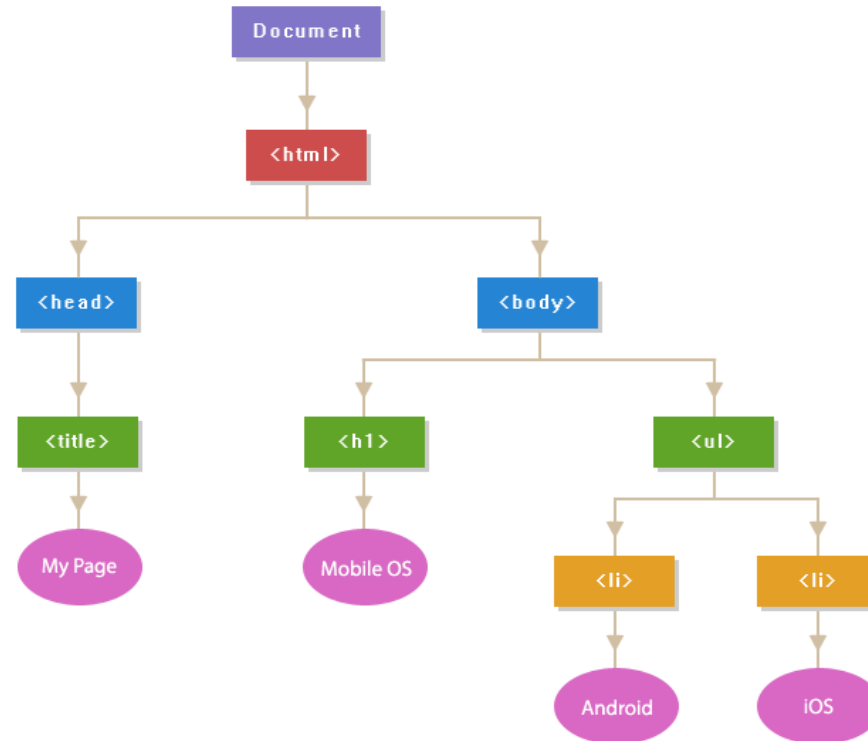 Document
<html>
<head>
<body>
<title>
<h1>
<ul>
My Page
Mobile OS
<li>
<li>
Android
iOS